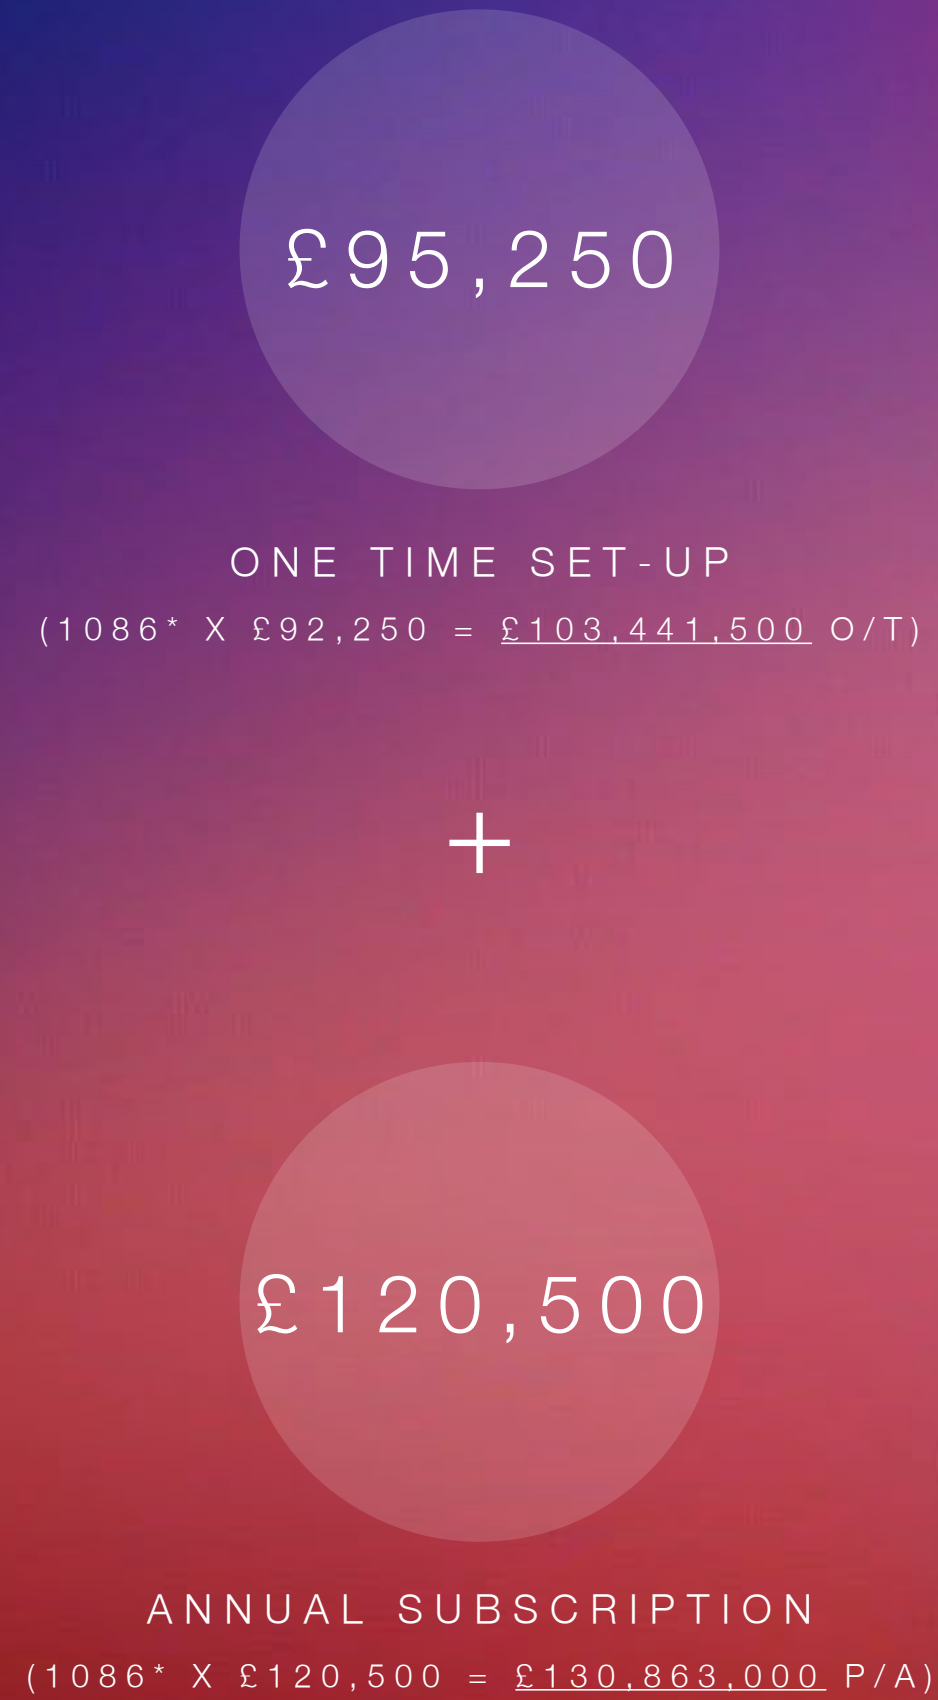 £95,250
ONE TIME SET-UP
(1086* X £92,250 = £103,441,500 O/T)
+
£120,500
ANNUAL SUBSCRIPTION
(1086* X £120,500 = £130,863,000 P/A)